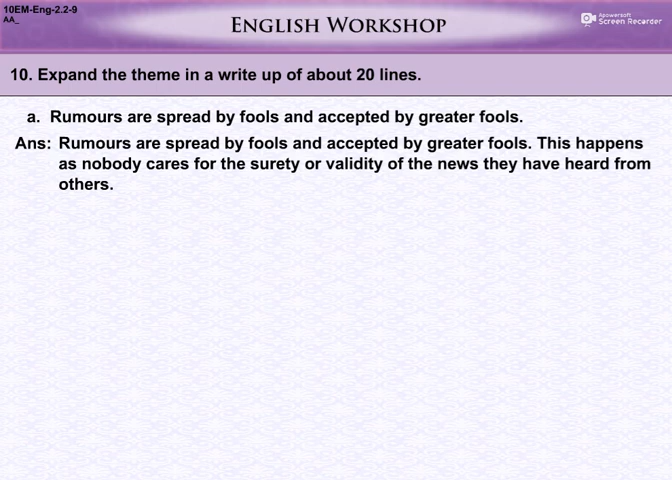 10EM-Eng-2.2-9
AA_
ENGLISH WORKSHOP
Apowersoft
Screen Recorder
10. Expand the theme in a write up of about 20 lines.
a. Rumours are spread by fools and accepted by greater fools.
Ans: Rumours are spread by fools and accepted by greater fools. This happens
as nobody cares for the surety or validity of the news they have heard from
others.